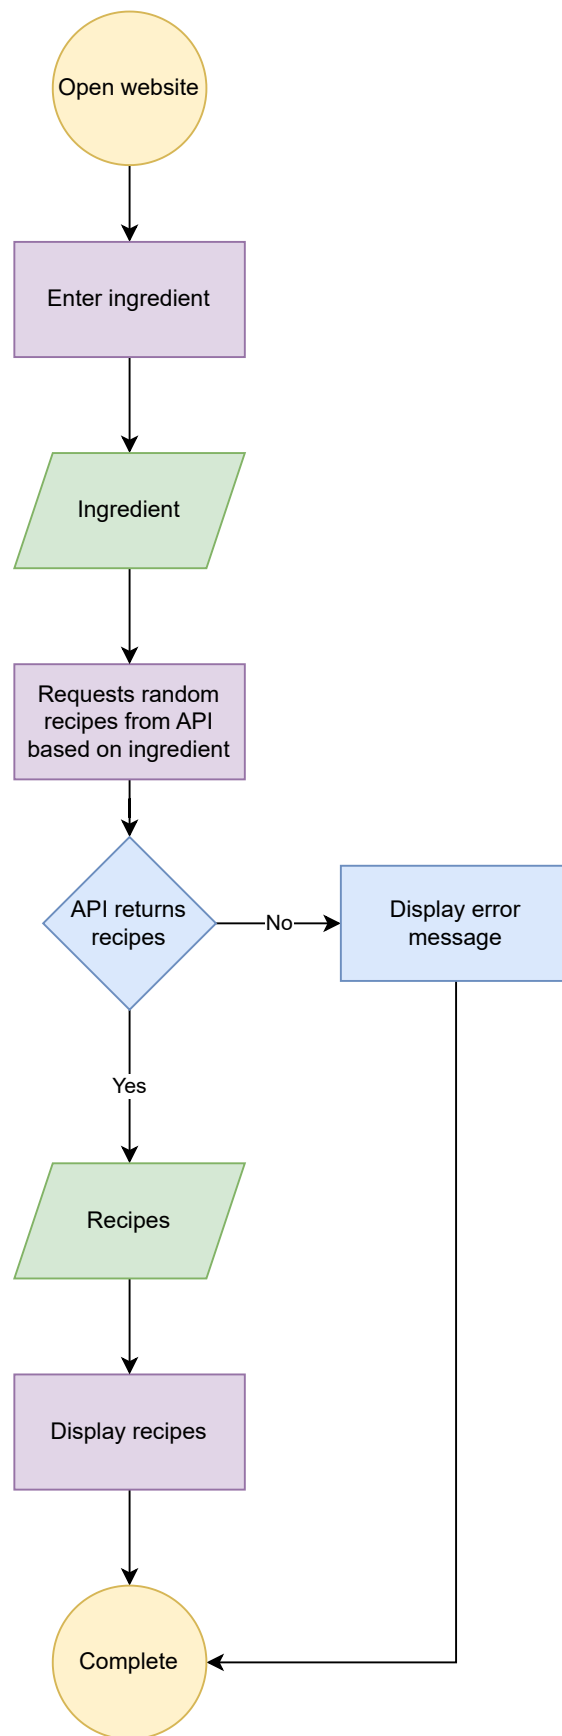 Open website
Enter ingredient
Ingredient
Requests random
recipes from API
based on ingredient
API returns
recipes
No
Display error
message
Yes
Recipes
Display recipes
Complete